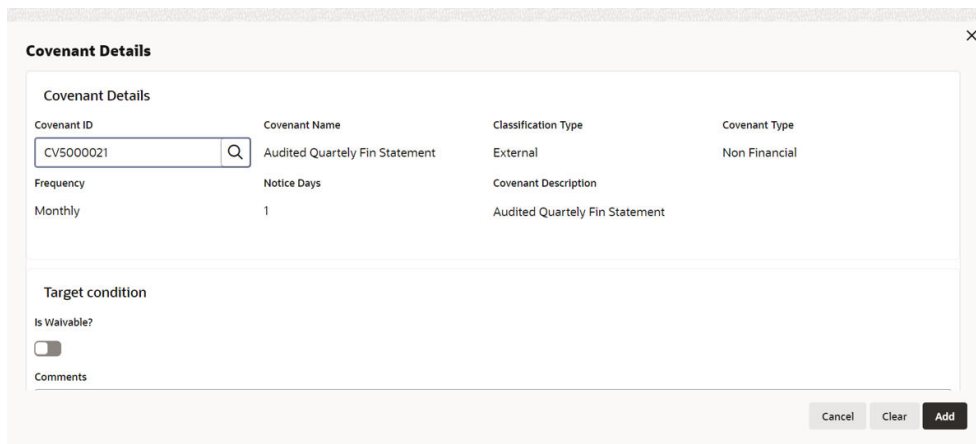 Covenant Details
Covenant Details
Covenant ID Covenant Name Classification Type Covenant Type
CV5000021 Audited Quartely Fin Statement External Non Financial
Frequency Notice Days Covenant Description
Monthly 1 Audited Quartely Fin Statement
Target condition
Is Waivable?
Comments
Cancel Clear Add